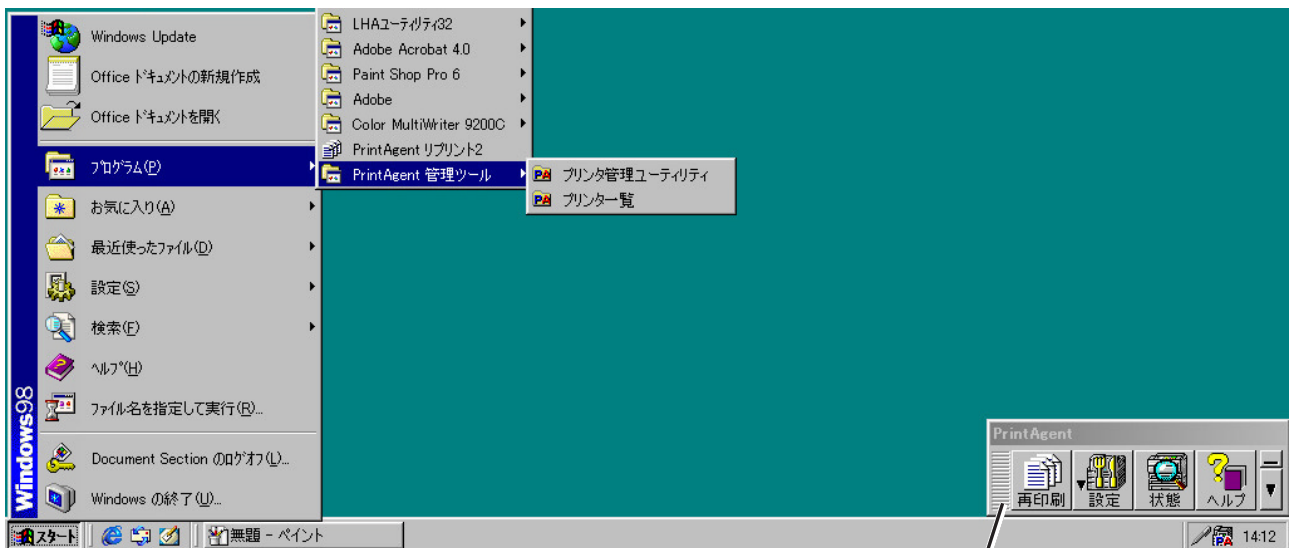 Windows Update
Office ﾄﾞｷｭﾒﾝﾄの新規作成
Office ﾄﾞｷｭﾒﾝﾄを開く
ﾌﾟﾛｸﾞﾗﾑ(P)
お気に入り(A)
最近使ったﾌｧｲﾙ(D)
設定(S)
検索(F)
ﾍﾙﾌﾟ(H)
ﾌｧｲﾙ名を指定して実行(R)...
Document Section のﾛｸﾞｵﾌ(L)...
Windows の終了(U)...
Windows98
LHAﾕｰﾃｨﾘﾃｨ32
Adobe Acrobat 4.0
Paint Shop Pro 6
Adobe
Color MultiWriter 9200C
PrintAgent リプリント2
PrintAgent 管理ツール
プリンタ管理ユーティリティ
プリンター覧
PrintAgent
再印刷
設定
状態
ヘルプ
スタート
無題 - ペイント
PA
14:12